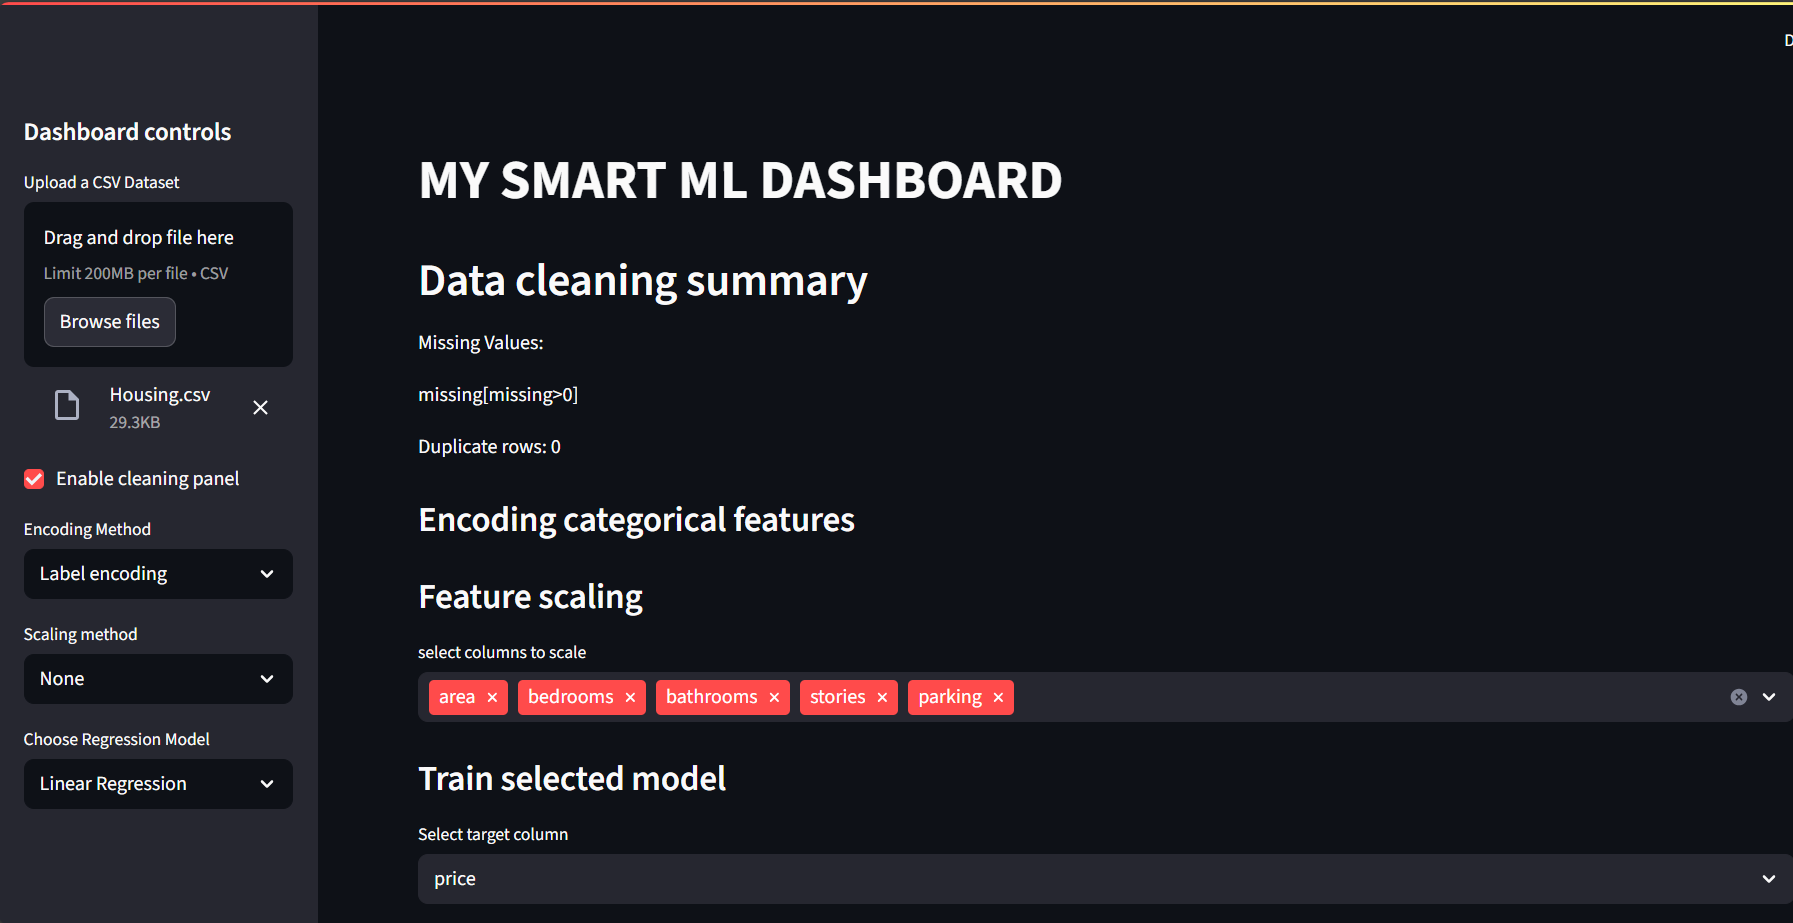 Dashboard controls
Upload a CSV Dataset
Drag and drop file here
Limit 200MB per file • CSV
Browse files
Housing.csv
29.3KB
Enable cleaning panel
Encoding Method
Label encoding
Scaling method
None
Choose Regression Model
Linear Regression
MY SMART ML DASHBOARD
Data cleaning summary
Missing Values:
missing[missing>0]
Duplicate rows: 0
Encoding categorical features
Feature scaling
select columns to scale
area bedrooms bathrooms stories parking
Train selected model
Select target column
price